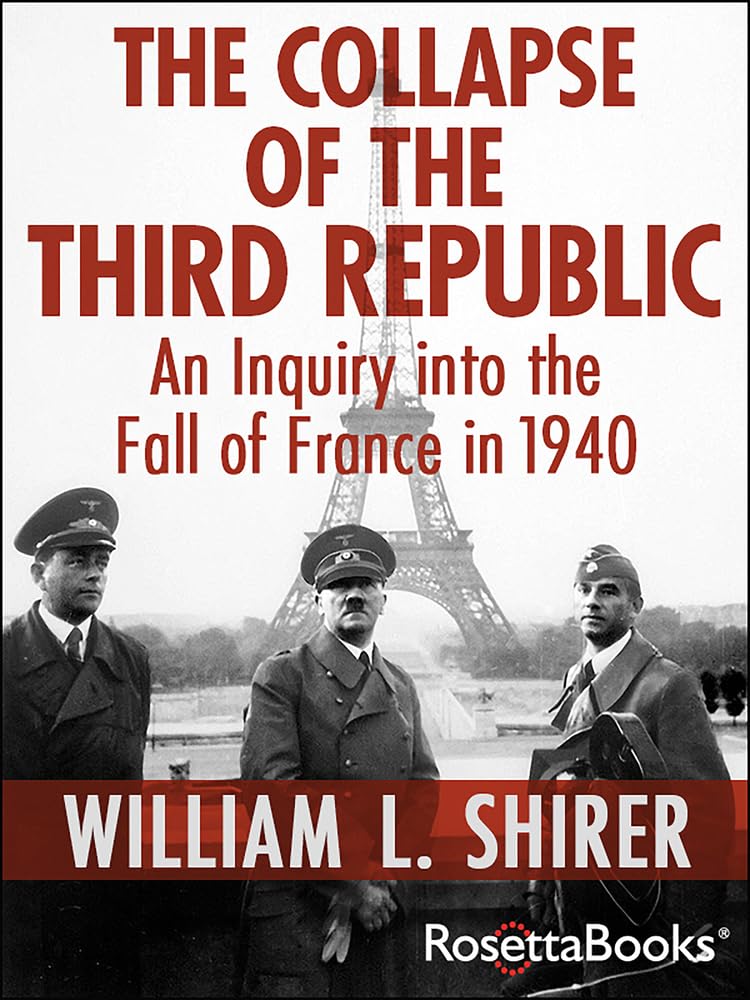 THE COLLAPSE
OF THE
THIRD REPUBLIC
An Inquiry into the
Fall of France in 1940
WILLIAM L. SHIRER
RosettaBooks®